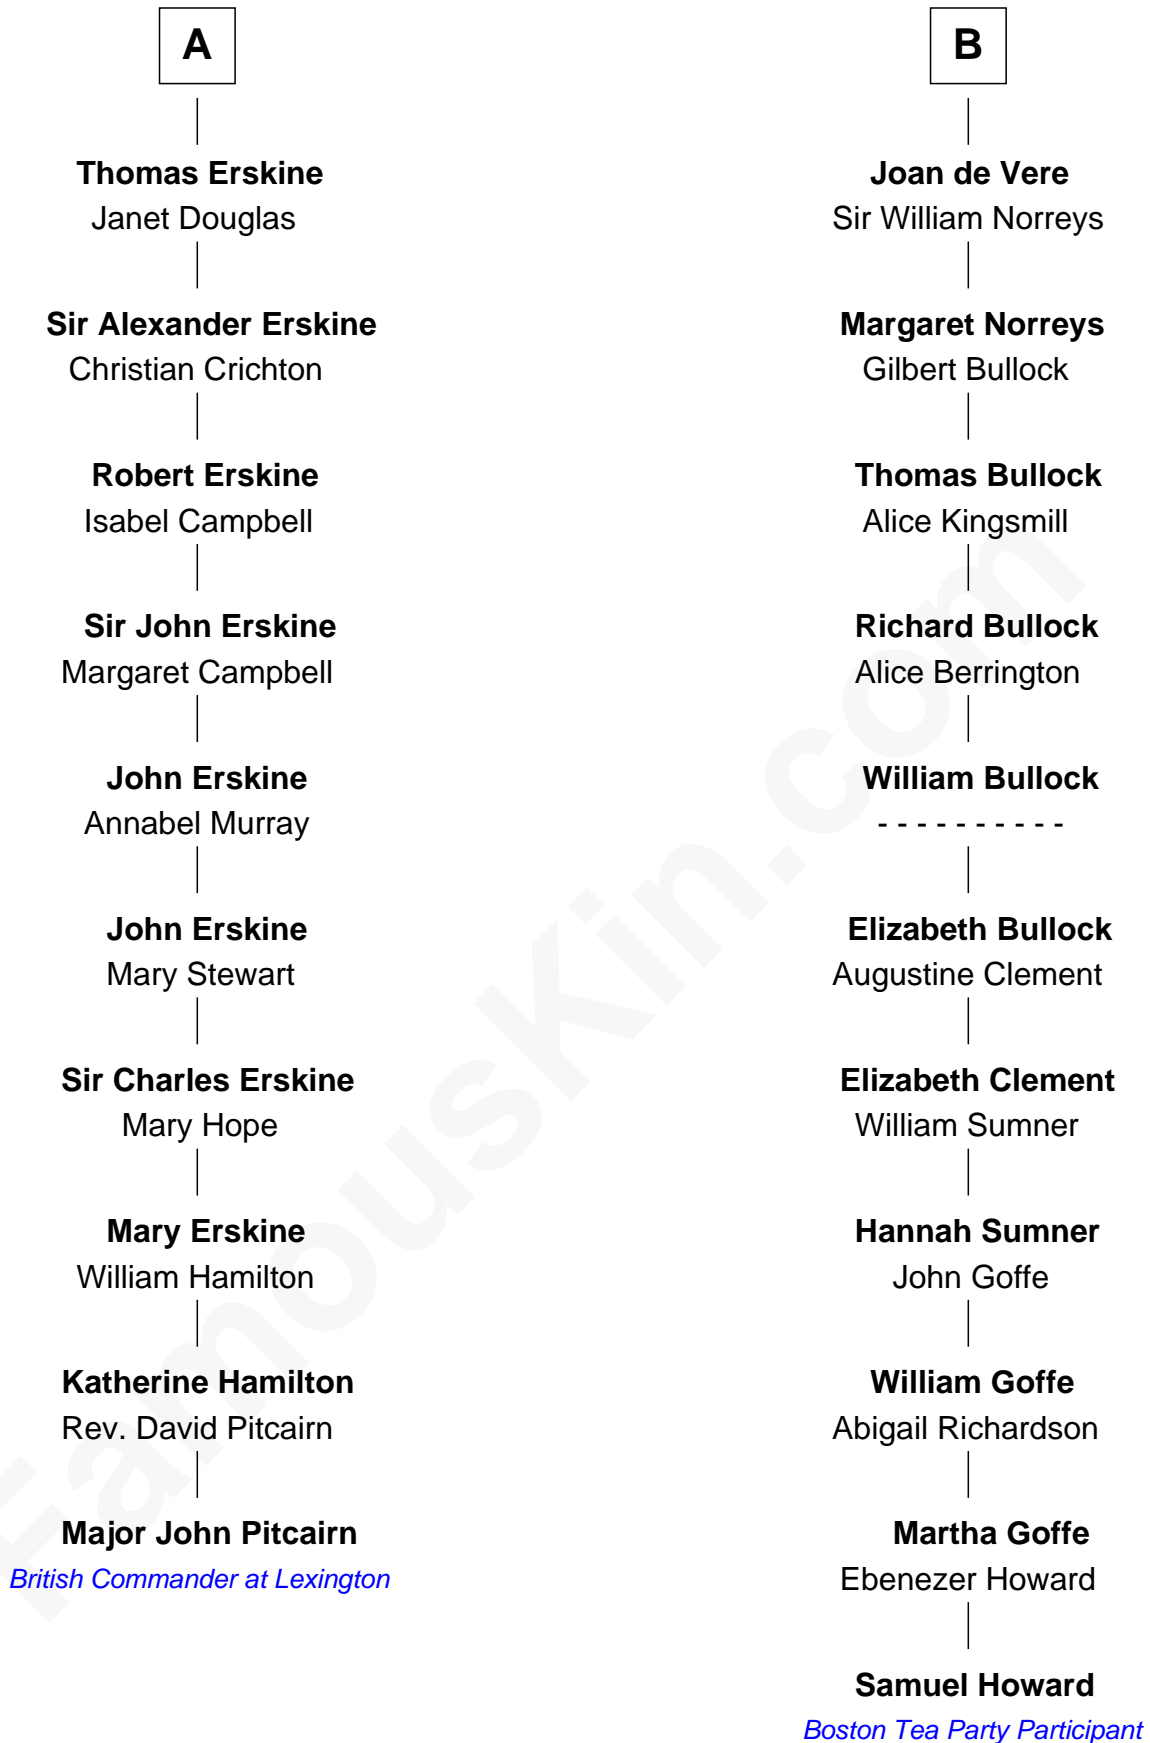 A
Thomas Erskine
Janet Douglas
Sir Alexander Erskine
Christian Crichton
Robert Erskine
Isabel Campbell
Sir John Erskine
Margaret Campbell
John Erskine
Annabel Murray
John Erskine
Mary Stewart
Sir Charles Erskine
Mary Hope
Mary Erskine
William Hamilton
Katherine Hamilton
Rev. David Pitcairn
Major John Pitcairn
British Commander at Lexington
B
Joan de Vere
Sir William Norreys
Margaret Norreys
Gilbert Bullock
Thomas Bullock
Alice Kingsmill
Richard Bullock
Alice Berrington
William Bullock
- - - - - - - - - -
Elizabeth Bullock
Augustine Clement
Elizabeth Clement
William Sumner
Hannah Sumner
John Goffe
William Goffe
Abigail Richardson
Martha Goffe
Ebenezer Howard
Samuel Howard
Boston Tea Party Participant
FamousKin.com